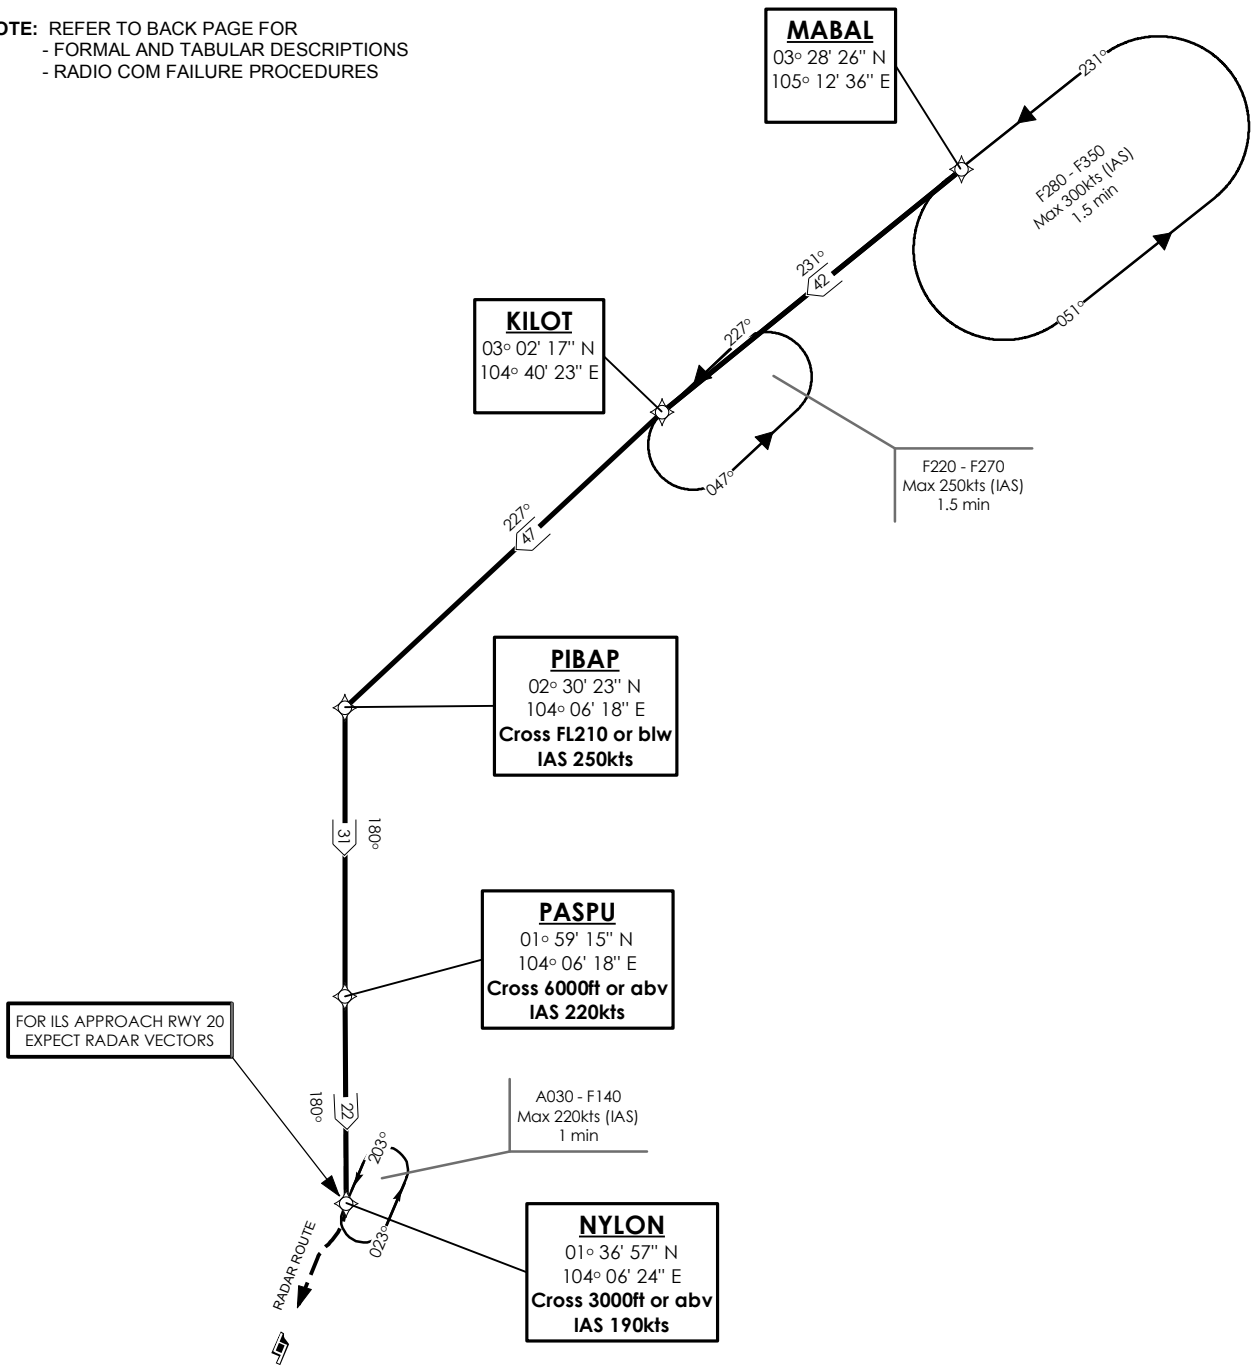 OTE: REFER TO BACK PAGE FOR
- FORMAL AND TABULAR DESCRIPTIONS
- RADIO COM FAILURE PROCEDURES
MABAL
03° 28' 26" N
105° 12' 36" E
231°
F280 - F350
Max 300kts (IAS)
1.5 min
051°
231°
42
KILOT
03° 02' 17" N
104° 40' 23" E
227°
047°
F220 - F270
Max 250kts (IAS)
1.5 min
227°
47
PIBAP
02° 30' 23" N
104° 06' 18" E
Cross FL210 or blw
IAS 250kts
31
180°
PASPU
01° 59' 15" N
104° 06' 18" E
Cross 6000ft or abv
IAS 220kts
FOR ILS APPROACH RWY 20
EXPECT RADAR VECTORS
180°
22
A030 - F140
Max 220kts (IAS)
1 min
203°
023°
NYLON
01° 36' 57" N
104° 06' 24" E
Cross 3000ft or abv
IAS 190kts
RADAR ROUTE